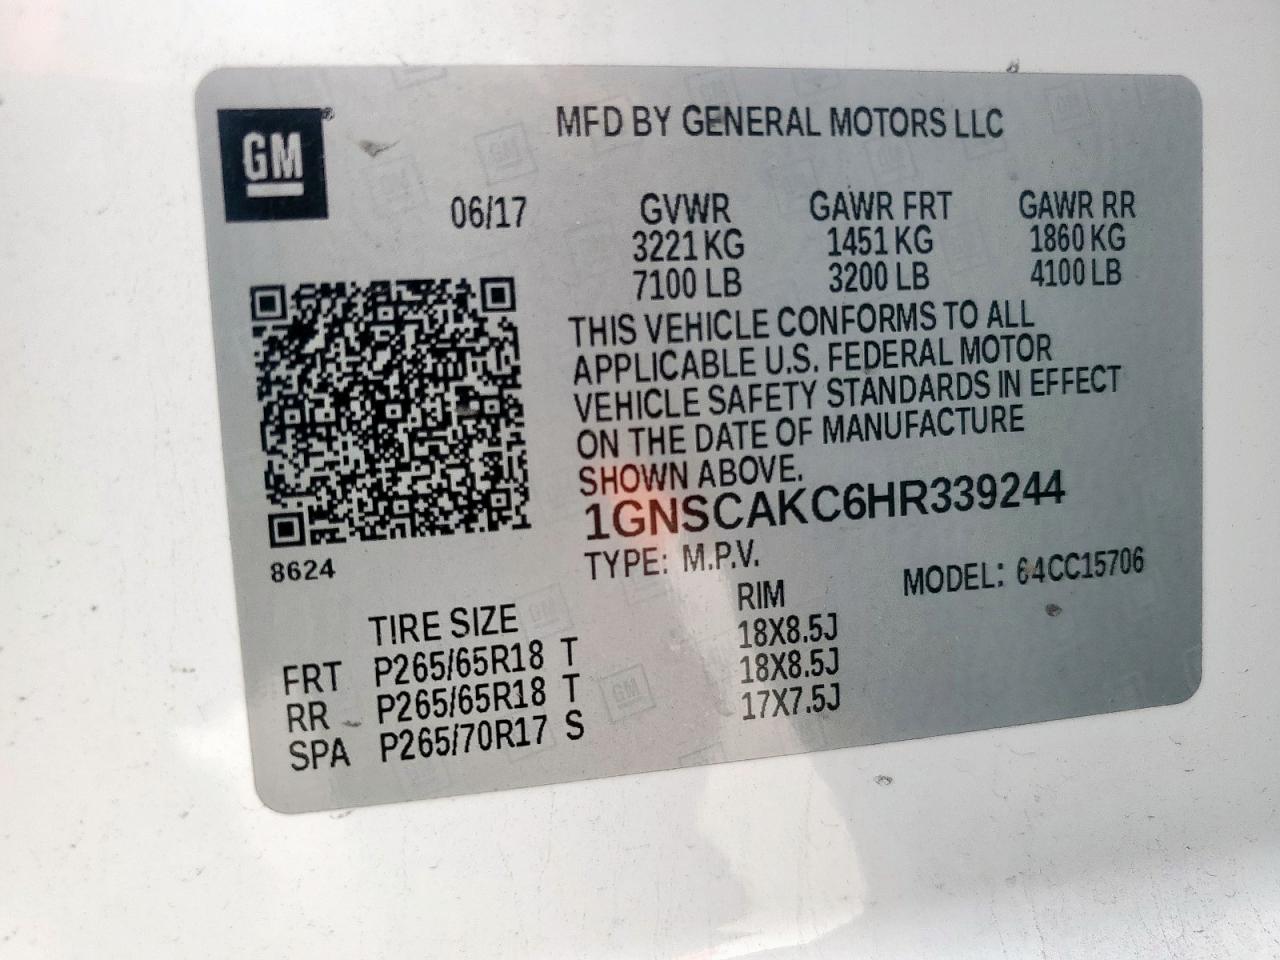 GM
MFD BY GENERAL MOTORS LLC
06/17
GVWR GAWR FRT GAWR RR
3221 KG 1451 KG 1860 KG
7100 LB 3200 LB 4100 LB
THIS VEHICLE CONFORMS TO ALL
APPLICABLE U.S. FEDERAL MOTOR
VEHICLE SAFETY STANDARDS IN EFFECT
ON THE DATE OF MANUFACTURE
SHOWN ABOVE.
1GNSCAKC6HR339244
8624
TYPE: M.P.V. MODEL: 64CC15706
TIRE SIZE RIM
FRT P265/65R18 T 18X8.5J
RR P265/65R18 T 18X8.5J
SPA P265/70R17 S 17X7.5J